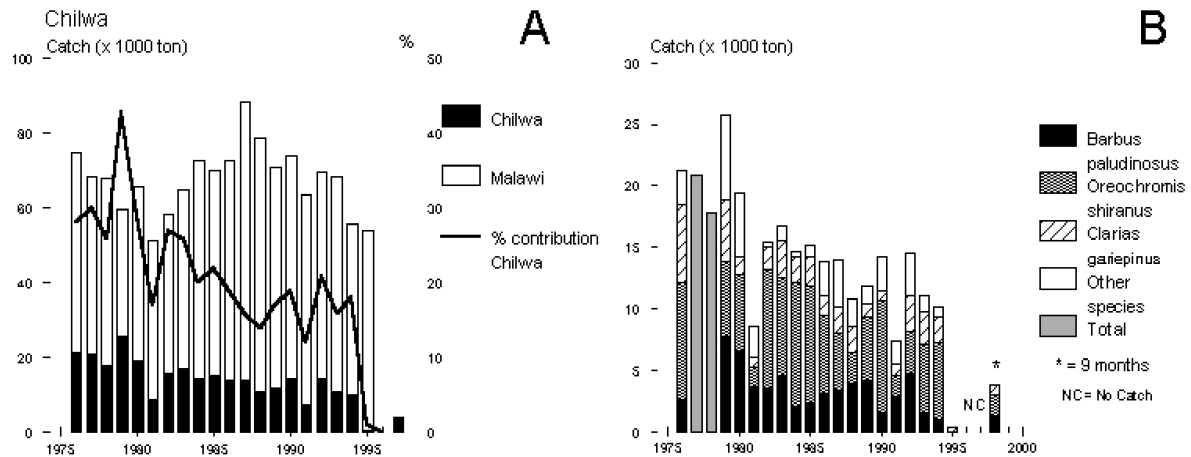 Chilwa
A
Catch (x 1000 ton)
%
100
80
60
40
20
0
50
40
30
20
10
0
1975
1980
1985
1990
1995
Chilwa
Malawi
% contribution
Chilwa
B
Catch (x 1000 ton)
30
25
20
15
10
5
0
1975
1980
1985
1990
1995
2000
NC
*
Barbus
paludinosus
Oreochromis
shiranus
Clarias
gariepinus
Other
species
Total
* = 9 months
NC = No Catch